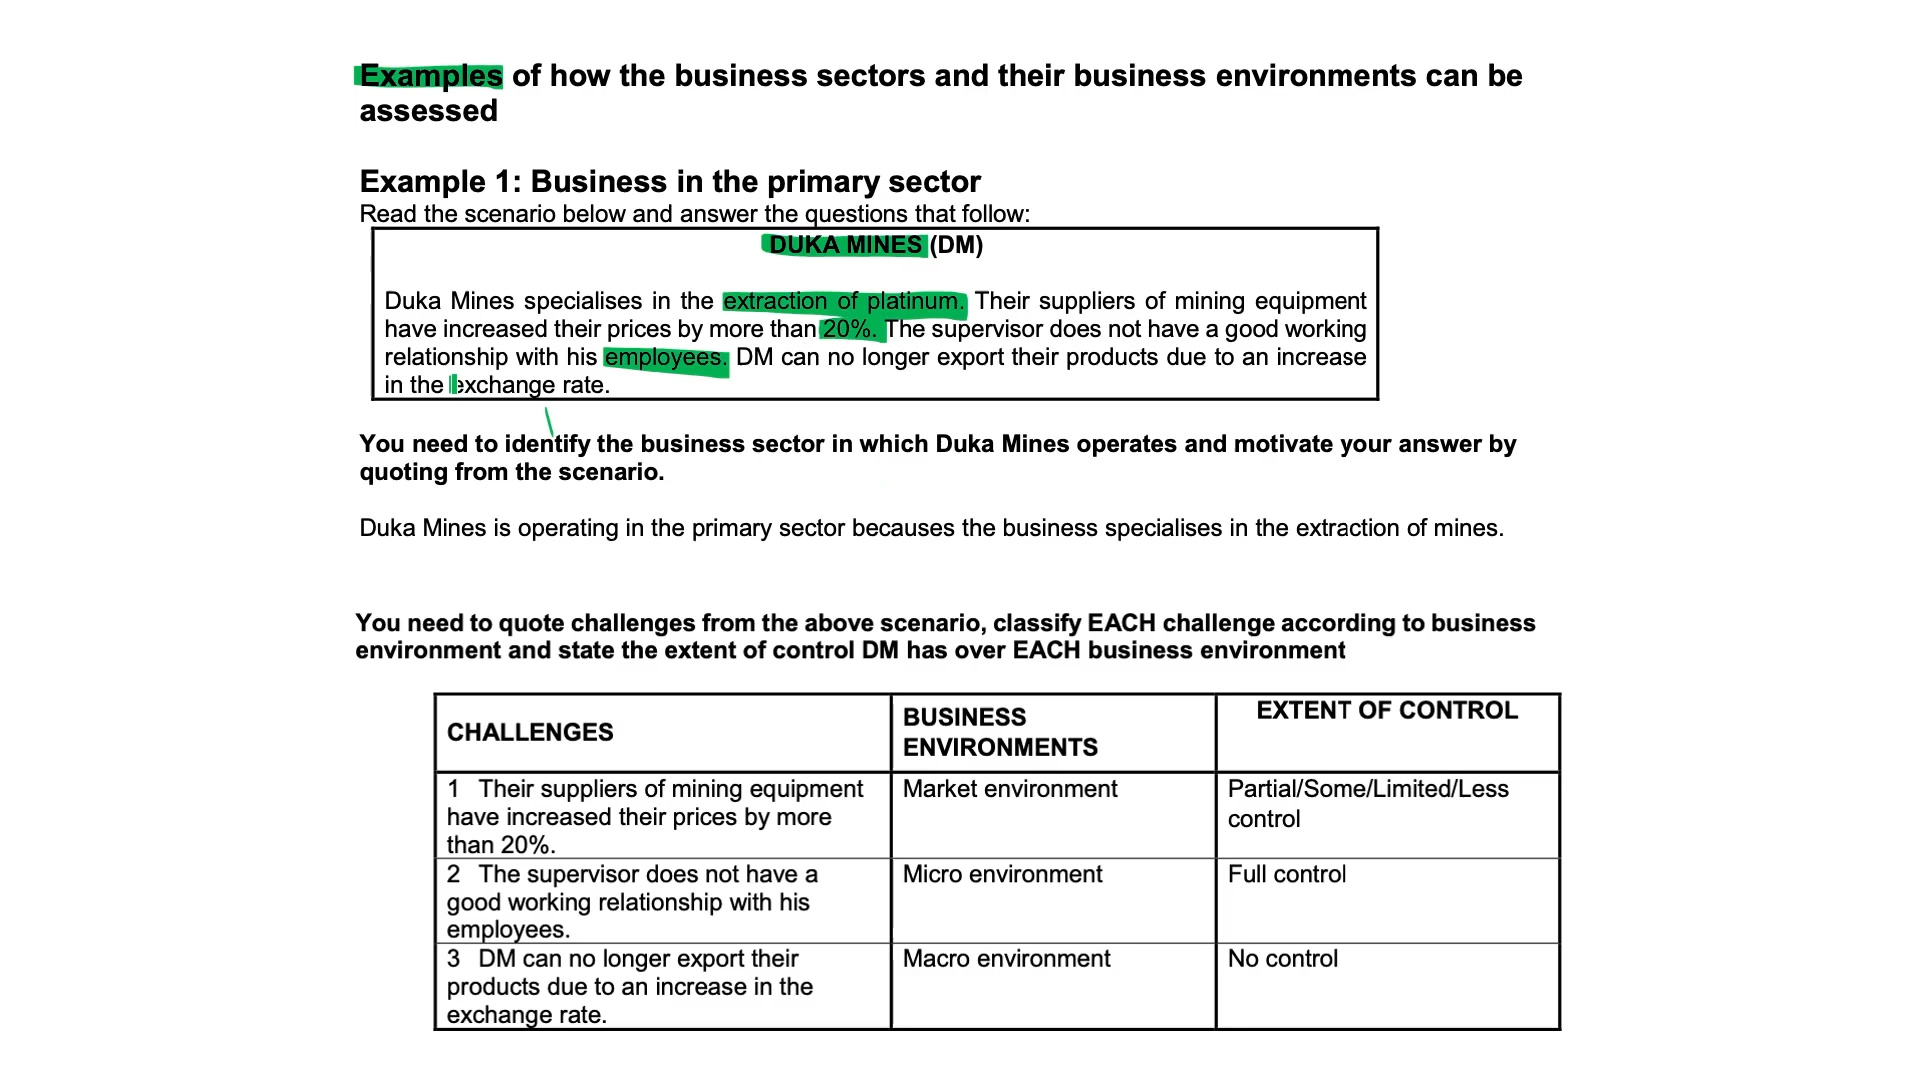 Examples of how the business sectors and their business environments can be
assessed
Example 1: Business in the primary sector
Read the scenario below and answer the questions that follow:
DUKA MINES (DM)
Duka Mines specialises in the extraction of platinum. Their suppliers of mining equipment
have increased their prices by more than 20%. The supervisor does not have a good working
relationship with his employees. DM can no longer export their products due to an increase
in the exchange rate.
You need to identify the business sector in which Duka Mines operates and motivate your answer by
quoting from the scenario.
Duka Mines is operating in the primary sector becauses the business specialises in the extraction of mines.
You need to quote challenges from the above scenario, classify EACH challenge according to business
environment and state the extent of control DM has over EACH business environment
CHALLENGES
BUSINESS
ENVIRONMENTS
EXTENT OF CONTROL
1 Their suppliers of mining equipment
have increased their prices by more
than 20%.
Market environment
Partial/Some/Limited/Less
control
2 The supervisor does not have a
good working relationship with his
employees.
Micro environment
Full control
3 DM can no longer export their
products due to an increase in the
exchange rate.
Macro environment
No control